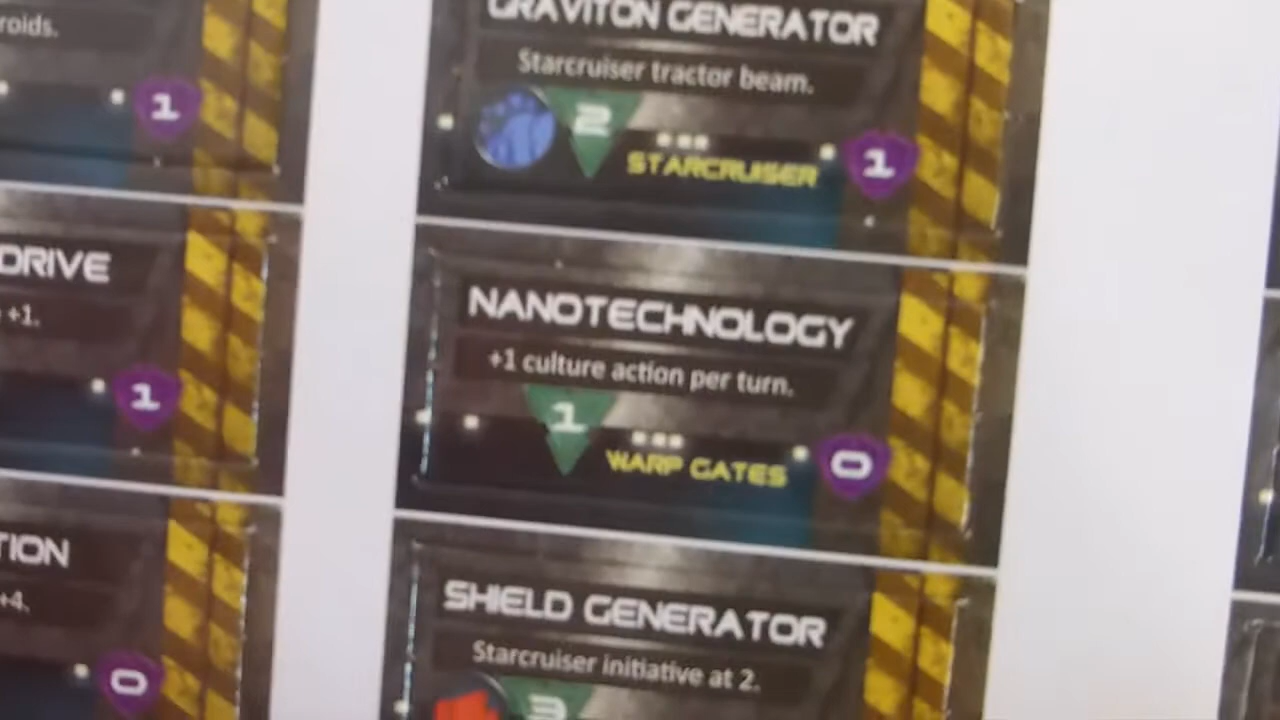 roids.
1
DRIVE
+1.
1
TION
+4.
0
GRAVITON GENERATOR
Starcruiser tractor beam.
2
STARCRUISER
1
NANOTECHNOLOGY
+1 culture action per turn.
1
WARP GATES
0
SHIELD GENERATOR
Starcruiser initiative at 2.
3